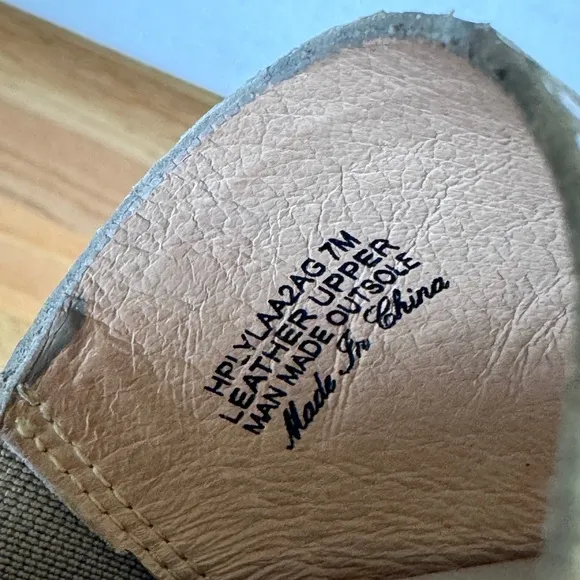 HPLYLAA2AG 7M
LEATHER UPPER
MAN MADE OUTSOLE
Made In China